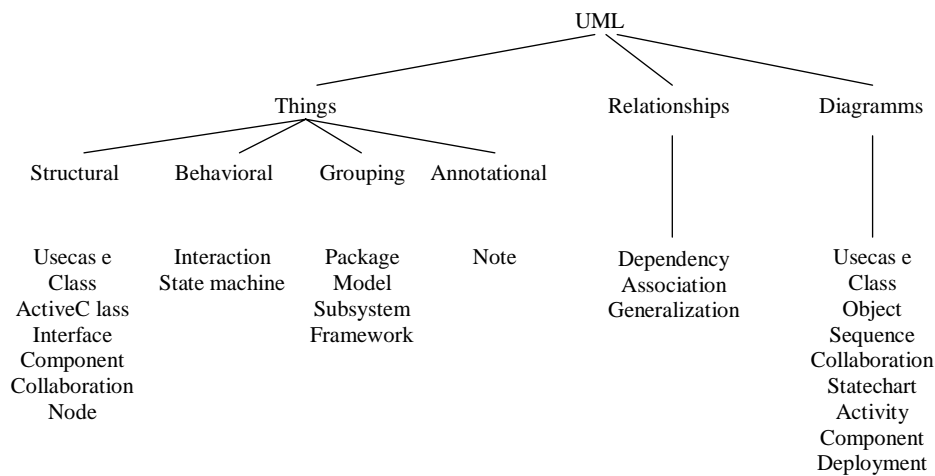 UML
Things
Relationships
Diagramms
Structural
Behavioral
Grouping
Annotational
Usecas e
Class
ActiveC lass
Interface
Component
Collaboration
Node
Interaction
State machine
Package
Model
Subsystem
Framework
Note
Dependency
Association
Generalization
Usecas e
Class
Object
Sequence
Collaboration
Statechart
Activity
Component
Deployment